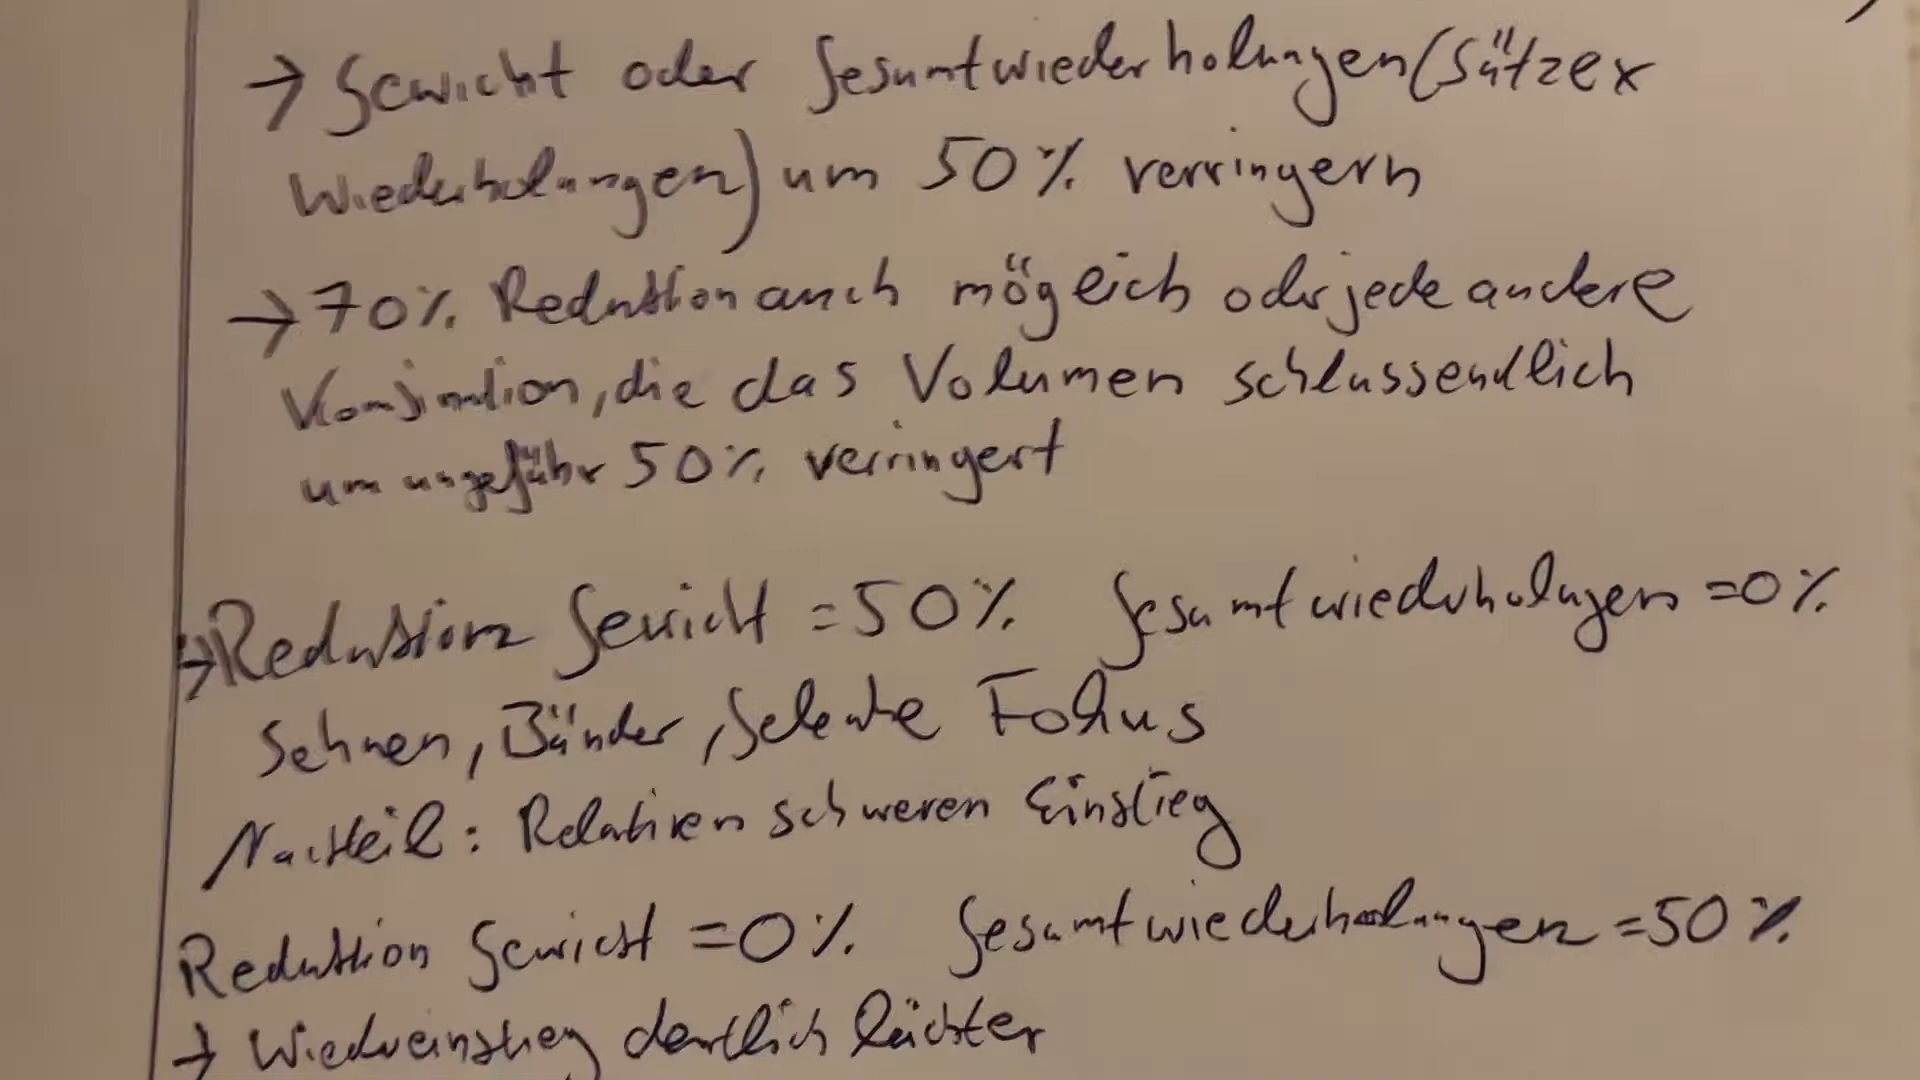 → Gewicht oder Gesamtwiederholungen (Sätze x
Wiederholungen) um 50% verringern
→ 70% Reduktion auch möglich oder jede andere
Kombination, die das Volumen schlussendlich
um ungefähr 50% verringert
→ Reduktion Gewicht = 50% Gesamtwiederholungen = 0%
Sehnen, Bänder, Gelenke Fokus
Nachteil: Relativen schweren Einstieg
Reduktion Gewicht = 0% Gesamtwiederholungen = 50%
→ Wiedereinstieg deutlich leichter